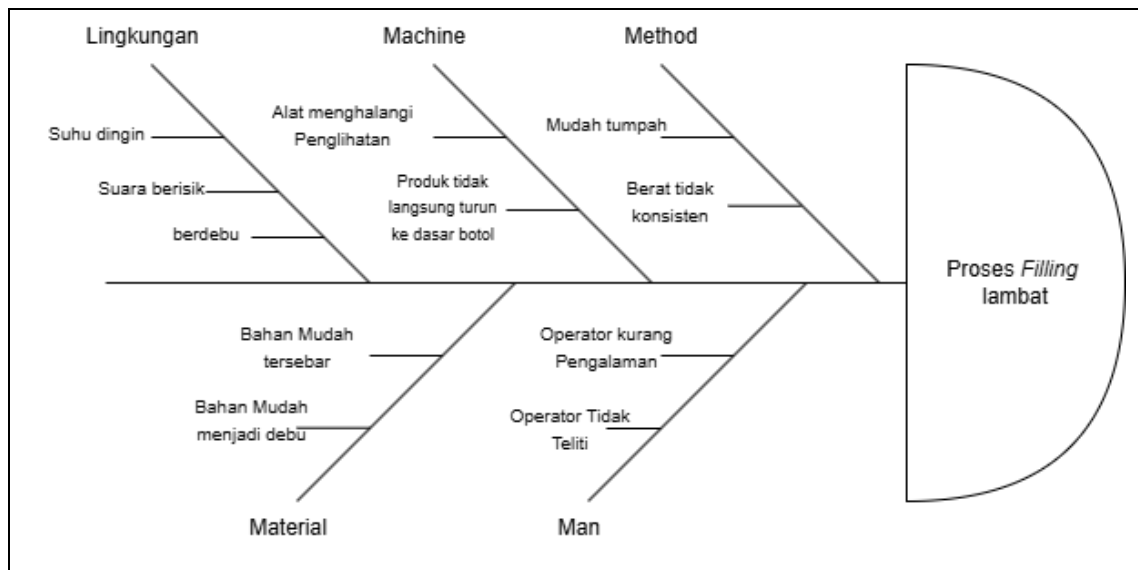 Lingkungan
Machine
Method
Suhu dingin
Suara berisik
berdebu
Alat menghalangi
Penglihatan
Produk tidak
langsung turun
ke dasar botol
Mudah tumpah
Berat tidak
konsisten
Proses Filling
lambat
Bahan Mudah
tersebar
Bahan Mudah
menjadi debu
Operator kurang
Pengalaman
Operator Tidak
Teliti
Material
Man